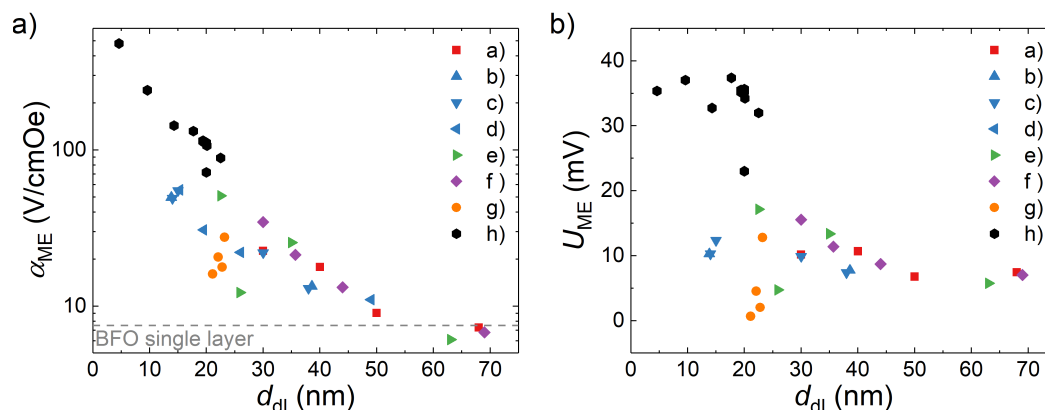 a)
α_ME (V/cmOe)
100
10
0 10 20 30 40 50 60 70
d_dl (nm)
BFO single layer
a)
b)
c)
d)
e)
f)
g)
h)
b)
U_ME (mV)
40
30
20
10
0
0 10 20 30 40 50 60 70
d_dl (nm)
a)
b)
c)
d)
e)
f)
g)
h)